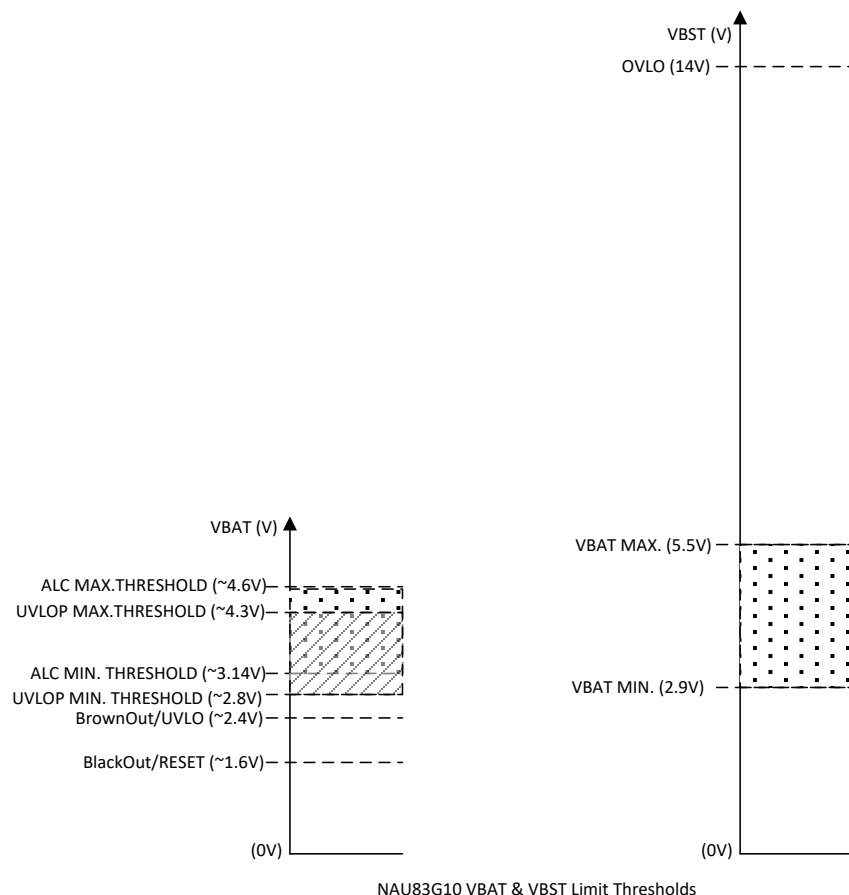 VBST (V)
OVLO (14V)
VBAT (V)
VBAT MAX. (5.5V)
ALC MAX.THRESHOLD (~4.6V)
UVLOP MAX.THRESHOLD (~4.3V)
ALC MIN. THRESHOLD (~3.14V)
VBAT MIN. (2.9V)
UVLOP MIN. THRESHOLD (~2.8V)
BrownOut/UVLO (~2.4V)
BlackOut/RESET (~1.6V)
(0V)
(0V)
NAU83G10 VBAT & VBST Limit Thresholds